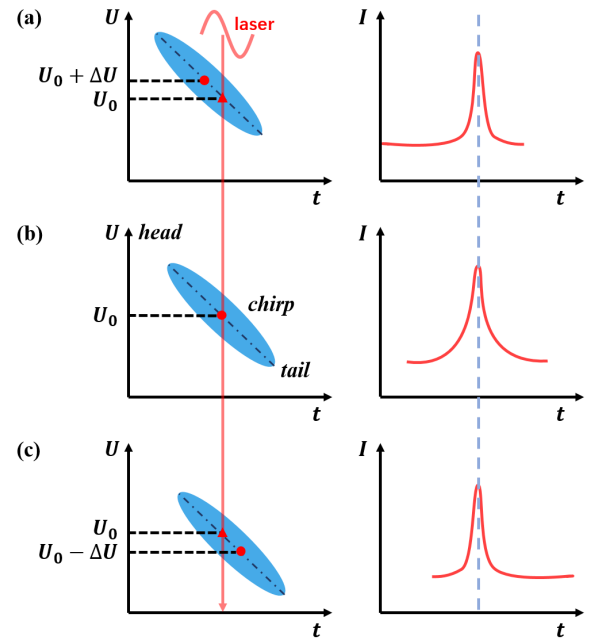 (a)
U
laser
U₀ + ΔU
U₀
t
I
t
(b)
U
head
U₀
chirp
tail
t
I
t
(c)
U
U₀
U₀ − ΔU
t
I
t